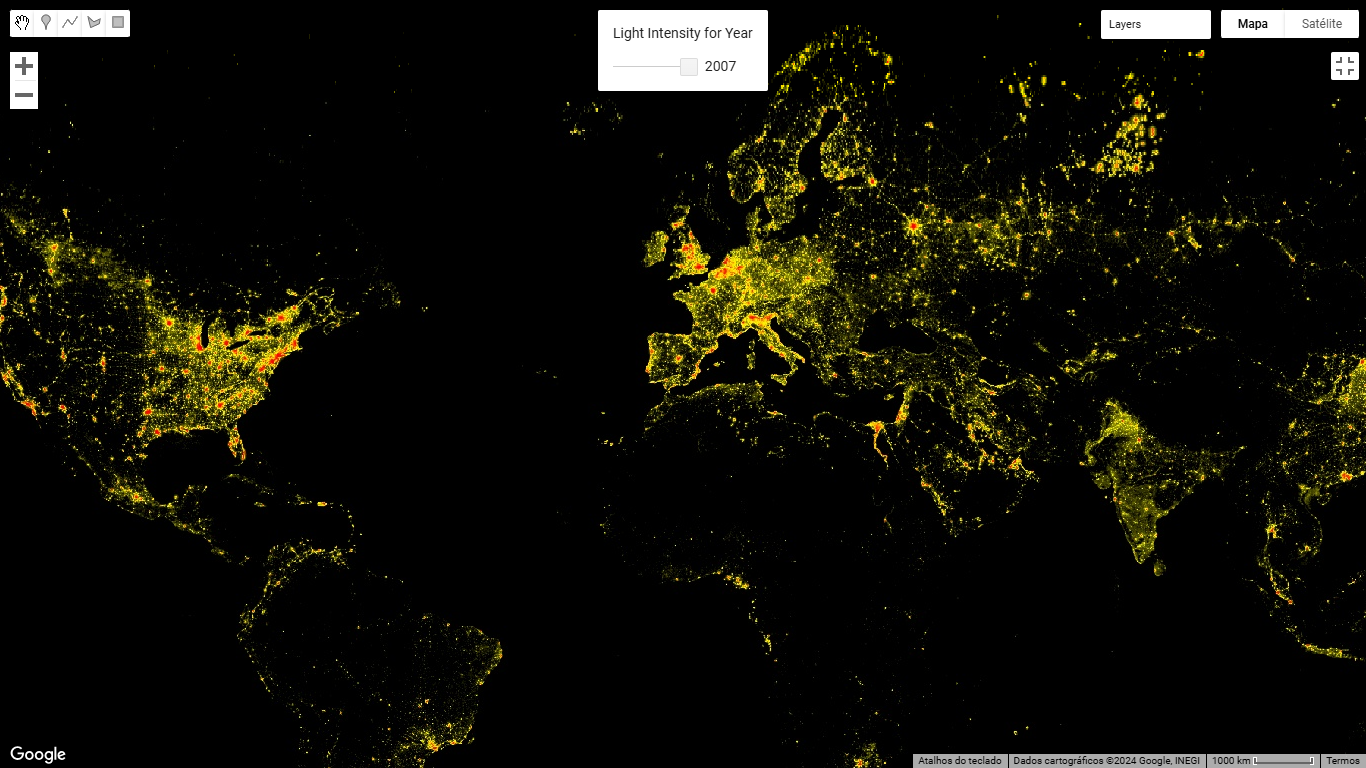 Light Intensity for Year
2007
Layers
Mapa
Satélite
Google
Atalhos do teclado
Dados cartográficos ©2024 Google, INEGI
1000 km
Termos